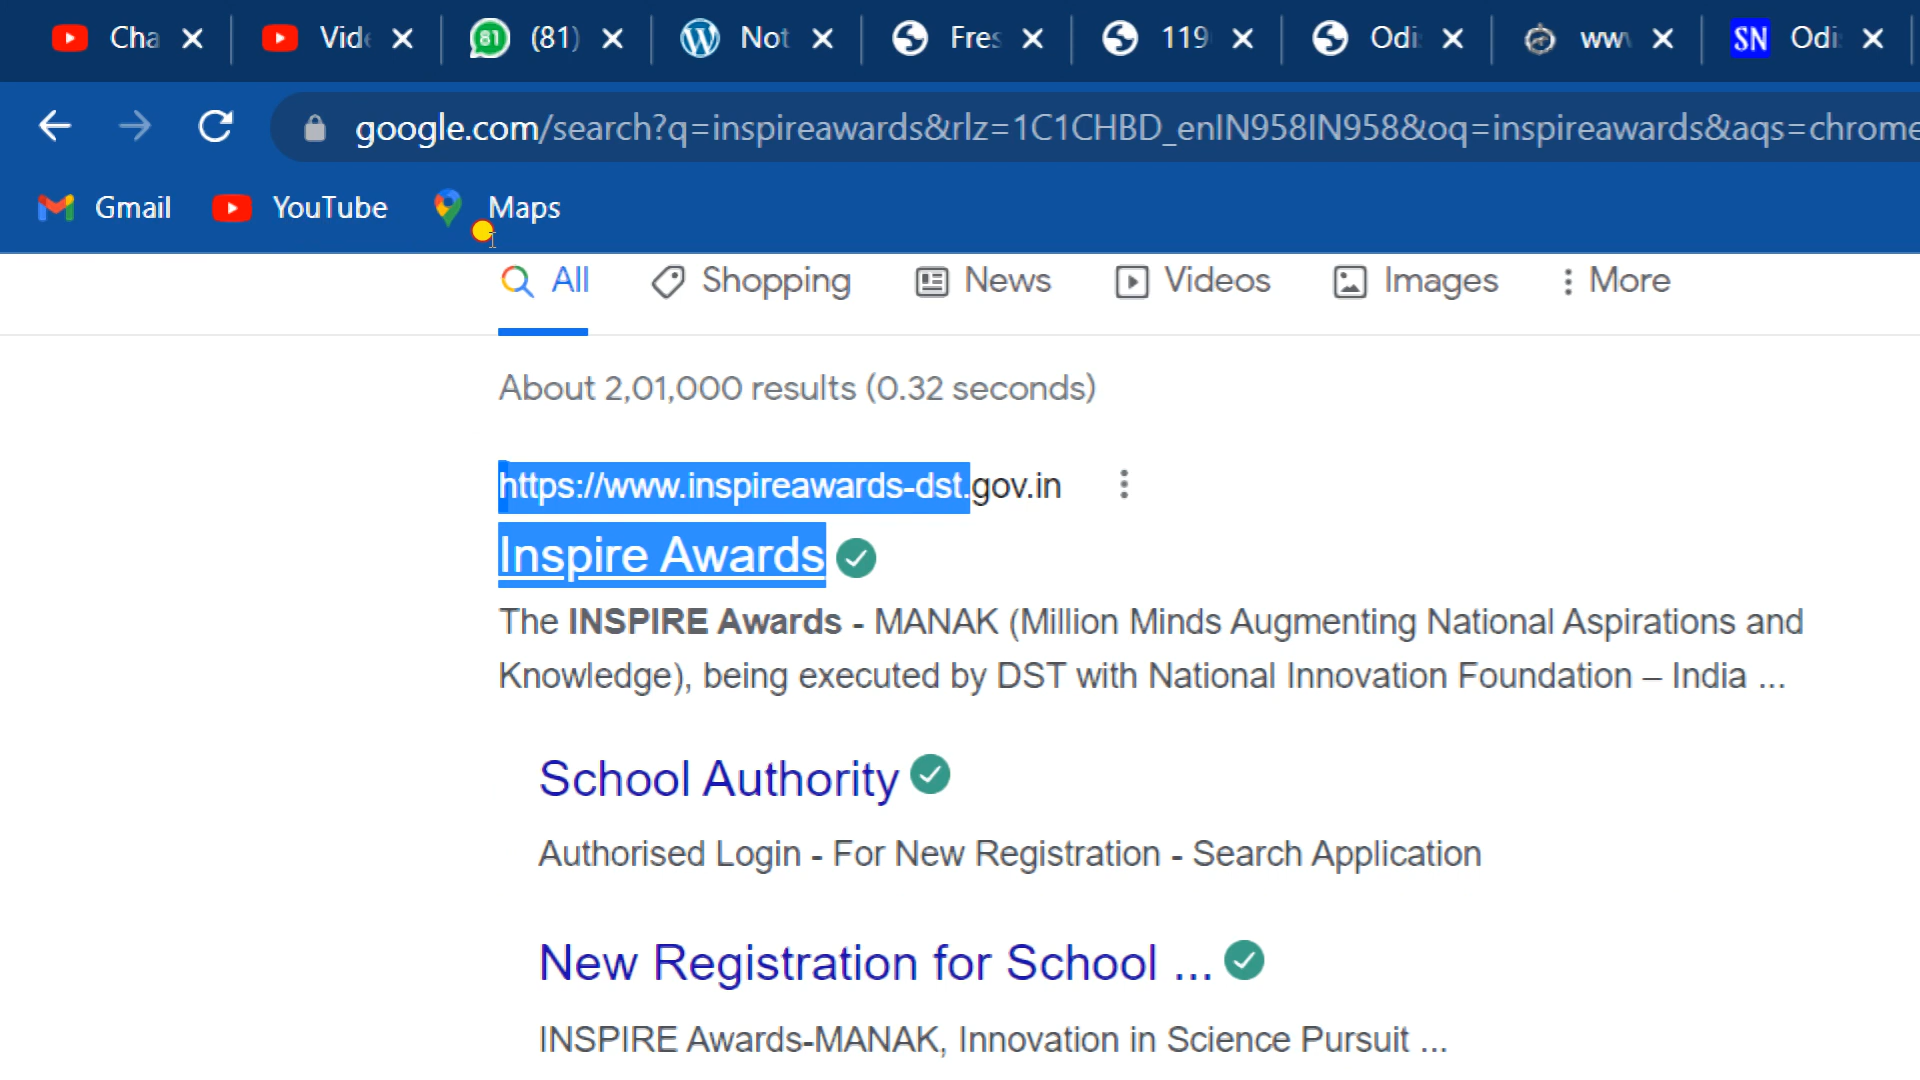 Cha
Vide
81 (81)
Not
Fres
119
Odi
ww
SN Odi
google.com/search?q=inspireawards&rlz=1C1CHBD_enIN958IN958&oq=inspireawards&aqs=chrome
Gmail YouTube Maps
All Shopping News Videos Images More
About 2,01,000 results (0.32 seconds)
https://www.inspireawards-dst.gov.in
Inspire Awards
The INSPIRE Awards - MANAK (Million Minds Augmenting National Aspirations and
Knowledge), being executed by DST with National Innovation Foundation – India ...
School Authority
Authorised Login - For New Registration - Search Application
New Registration for School ...
INSPIRE Awards-MANAK, Innovation in Science Pursuit ...